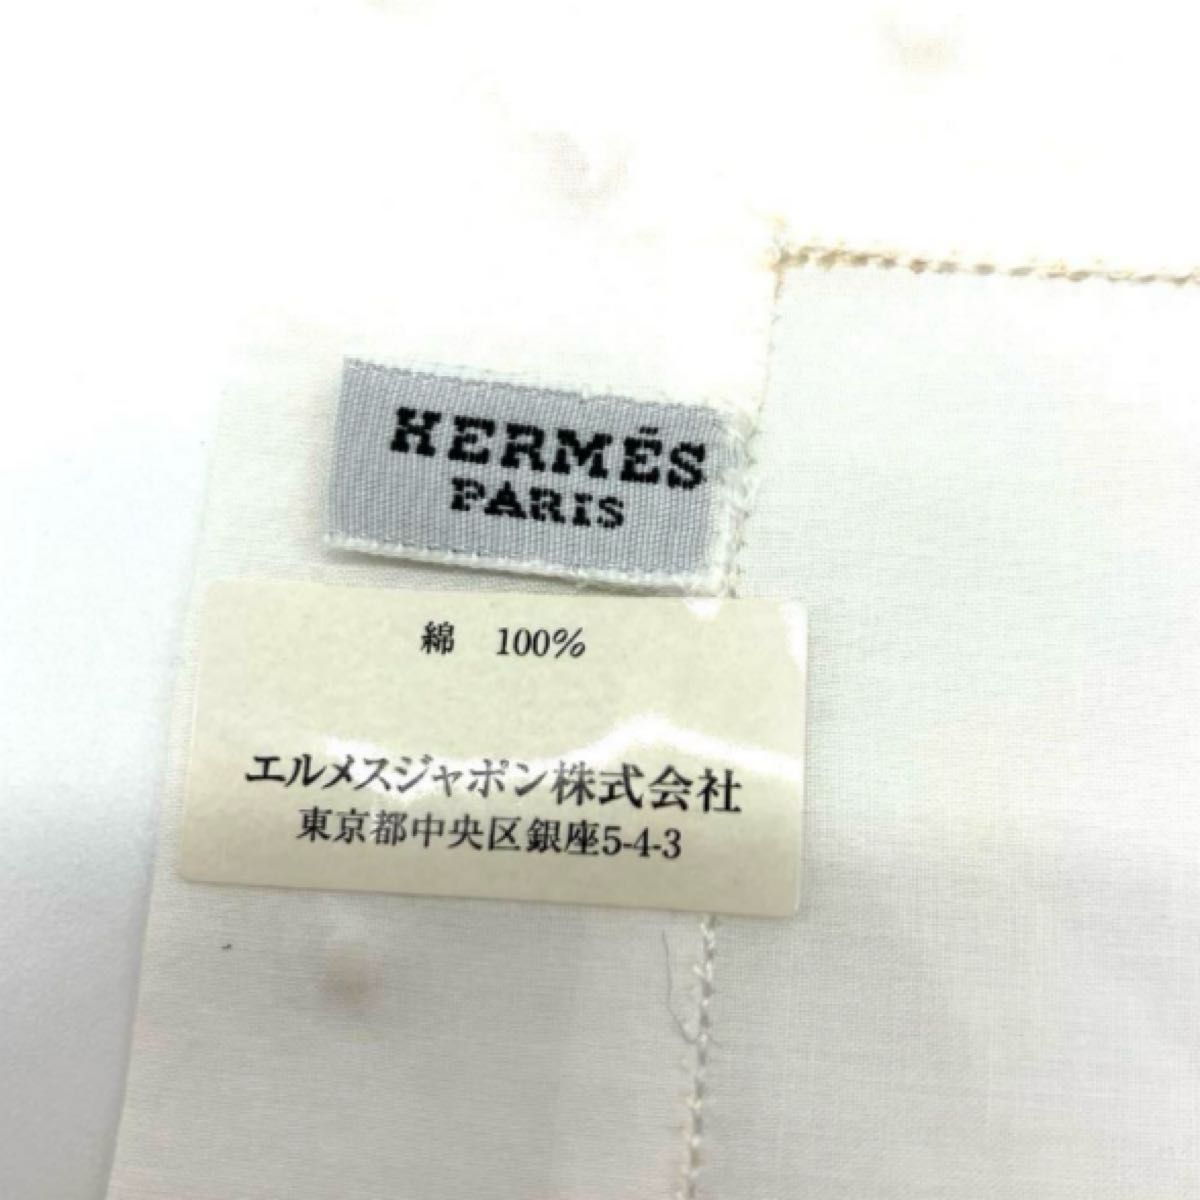 HERMÈS
PARIS
綿　100%
エルメスジャポン株式会社
東京都中央区銀座5-4-3